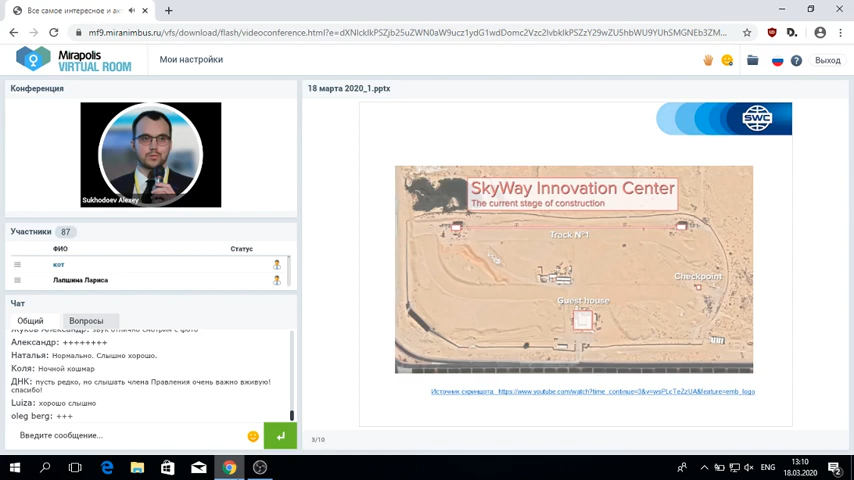 Все самое интересное и а
mf9.miranimbus.ru/vfs/download/flash/videoconference.html?e=
Mirapolis
VIRTUAL ROOM
Мои настройки
Выход
Конференция
Sukhodoev Alexey
Участники 87
ФИО Статус
кот
Лапшина Лариса
Чат
Общий Вопросы
Жуков Александр: звук отлично смотрим с фото
Александр: ++++++++
Наталья: Нормально. Слышно хорошо.
Коля: Ночной кошмар
ДНК: пусть редко, но слышать члена Правления очень важно вживую!
спасибо!
Luiza: хорошо слышно
oleg berg: +++
Введите сообщение...
18 марта 2020_1.pptx
SWC
SkyWay Innovation Center
The current stage of construction
Track №1
Checkpoint
Guest house
Источник скриншота https://www.youtube.com/watch?time_continue=3&v=wsPLcTeZzUA&feature=emb_logo
3/10
ENG
13:10
18.03.2020
2